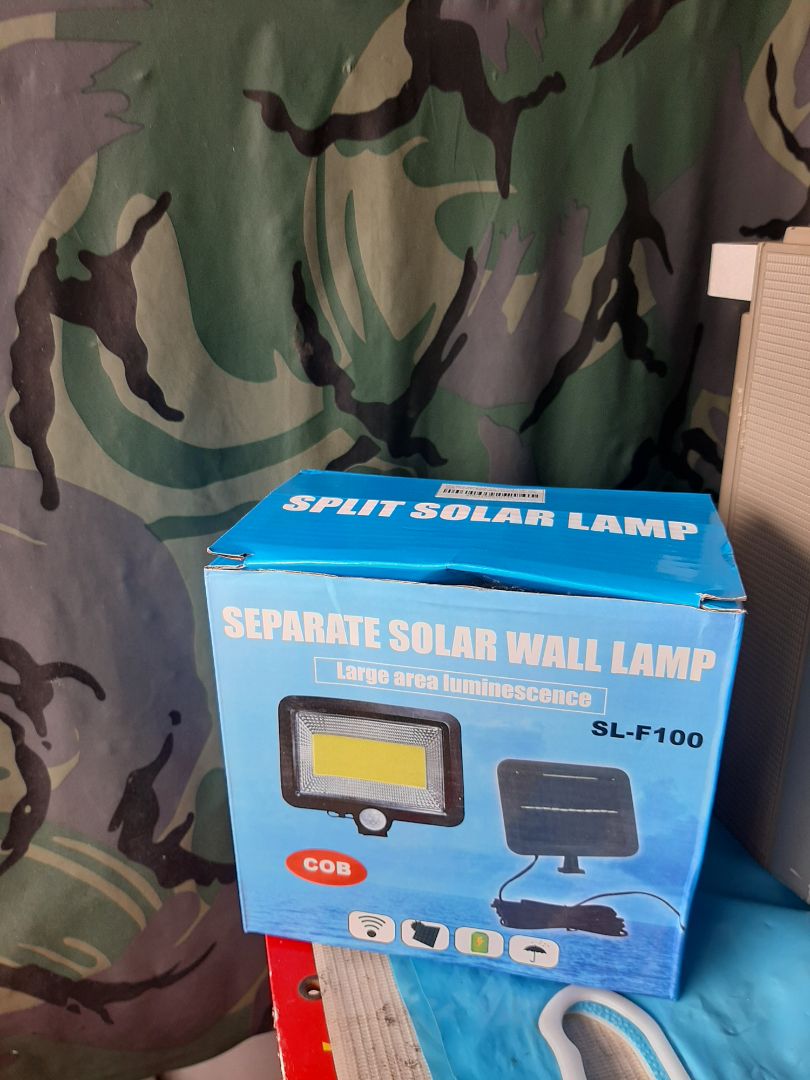 SPLIT SOLAR LAMP
SEPARATE SOLAR WALL LAMP
Large area luminescence
SL-F100
COB